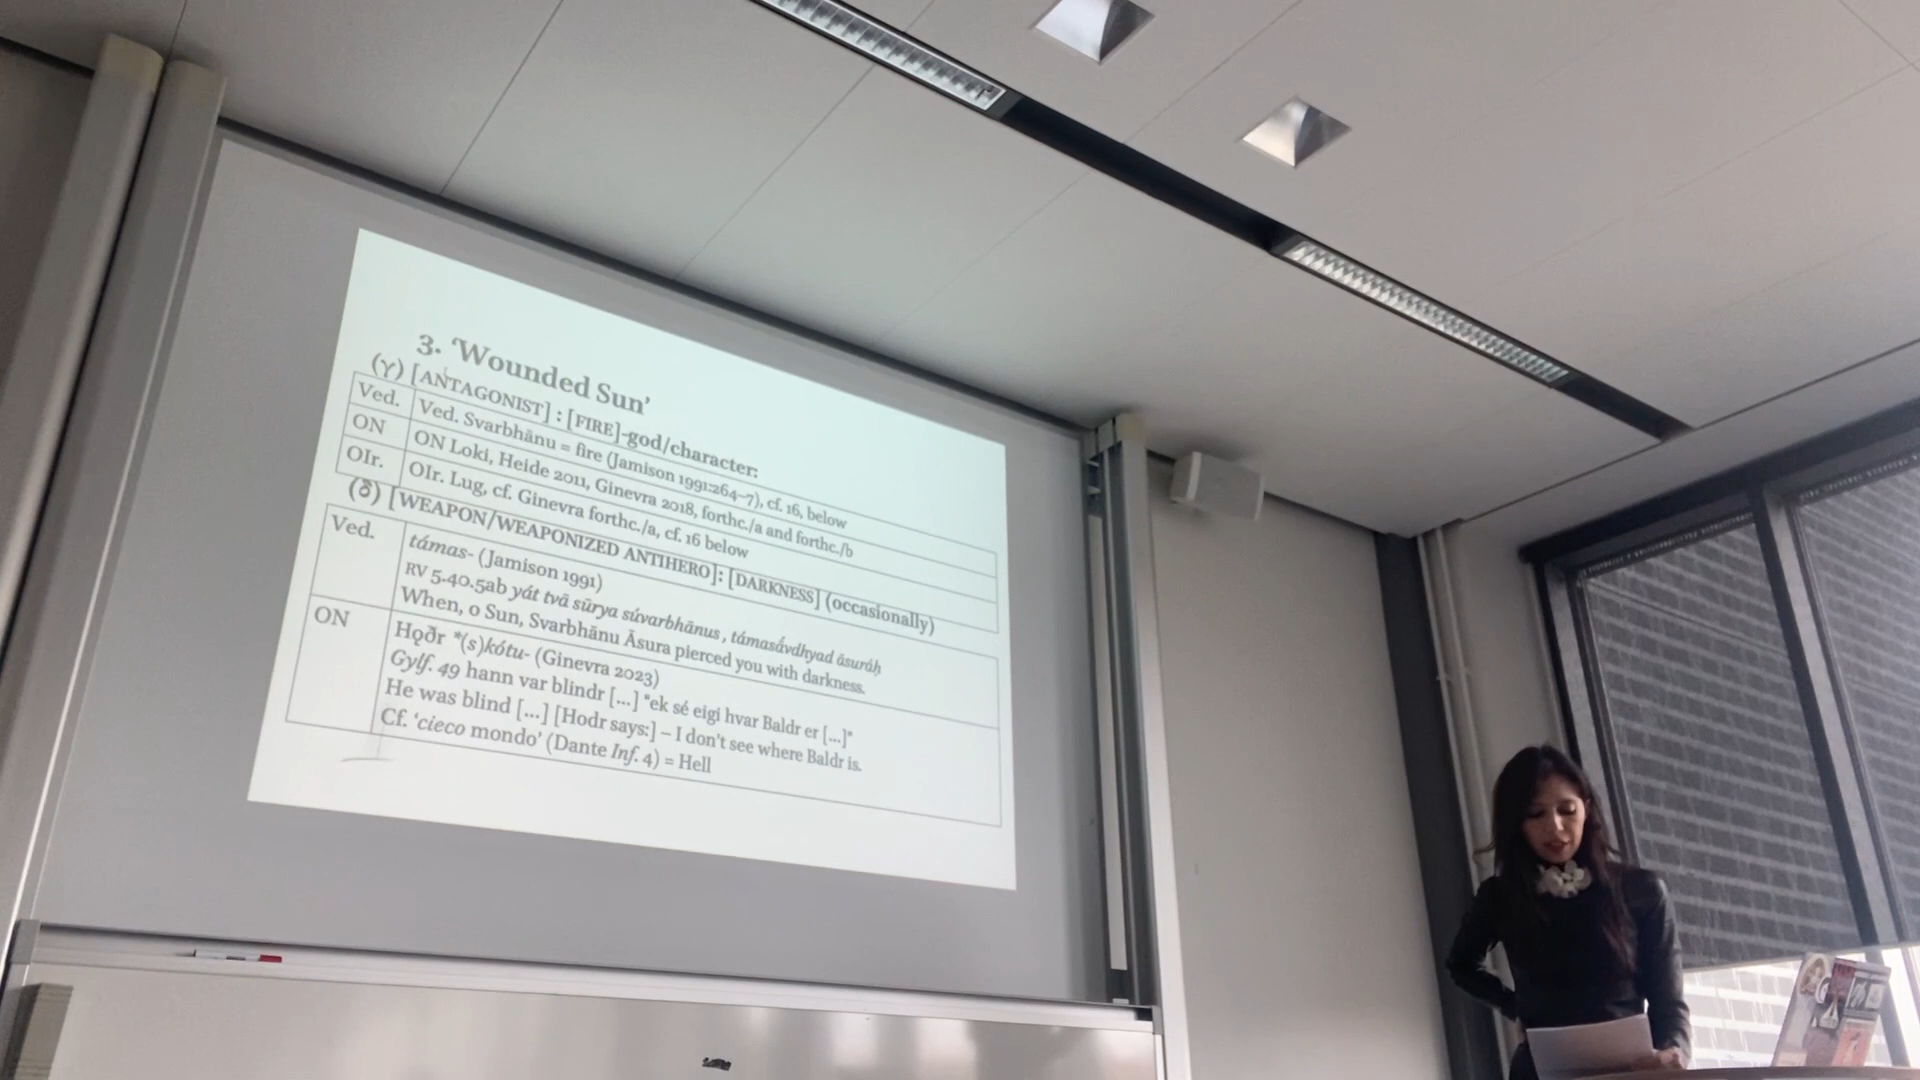 3. ‘Wounded Sun’
(γ) [ANTAGONIST] : [FIRE]-god/character:
Ved. Ved. Svarbhānu = fire (Jamison 1991:264–7), cf. 16, below
ON ON Loki, Heide 2011, Ginevra 2018, forthc./a and forthc./b
OIr. OIr. Lug, cf. Ginevra forthc./a, cf. 16 below
(δ) [WEAPON/WEAPONIZED ANTIHERO]: [DARKNESS] (occasionally)
Ved. támas- (Jamison 1991)
RV 5.40.5ab yát tvā sūrya súvarbhānus , támasā́vdhyad āsuráḥ
When, o Sun, Svarbhānu Āsura pierced you with darkness.
ON Hǫðr *(s)kótu- (Ginevra 2023)
Gylf. 49 hann var blindr [...] "ek sé eigi hvar Baldr er [...]"
He was blind [...] [Hodr says:] – I don't see where Baldr is.
Cf. ‘cieco mondo’ (Dante Inf. 4) = Hell